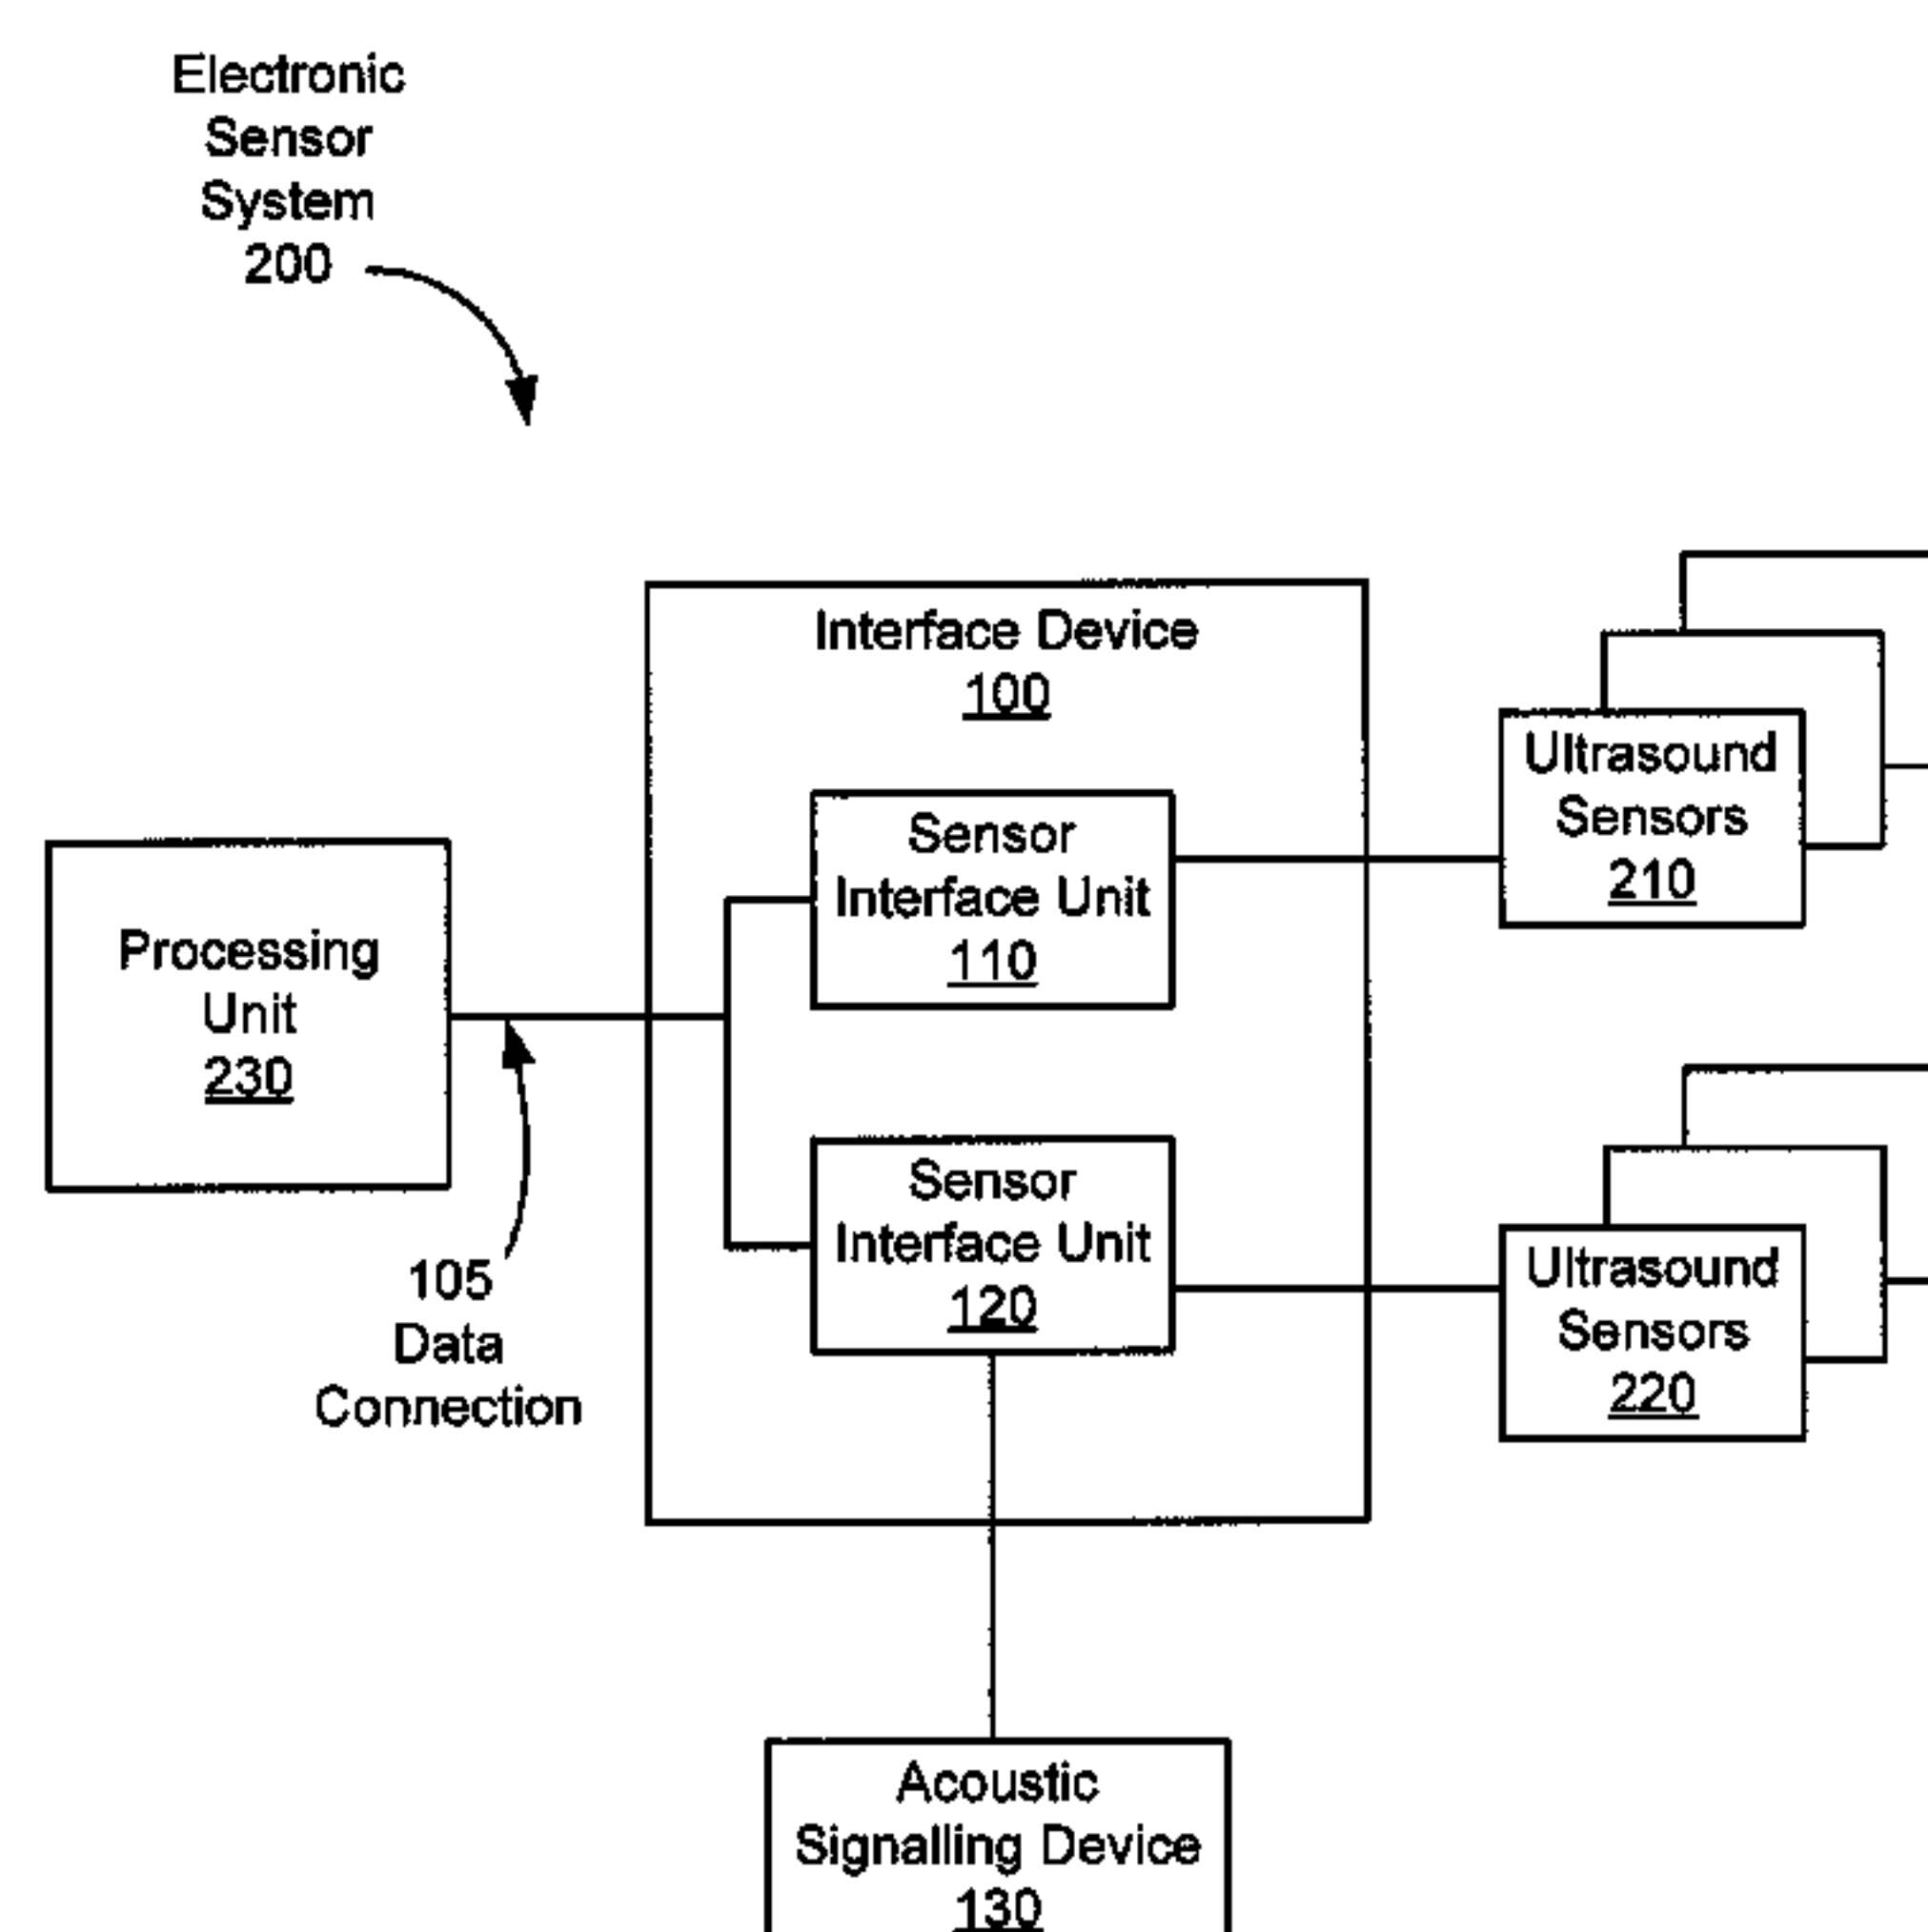 Electronic
Sensor
System
200
Interface Device
100
Ultrasound
Sensors
210
Sensor
Interface Unit
110
Processing
Unit
230
Sensor
Interface Unit
120
Ultrasound
Sensors
220
105
Data
Connection
Acoustic
Signalling Device
130